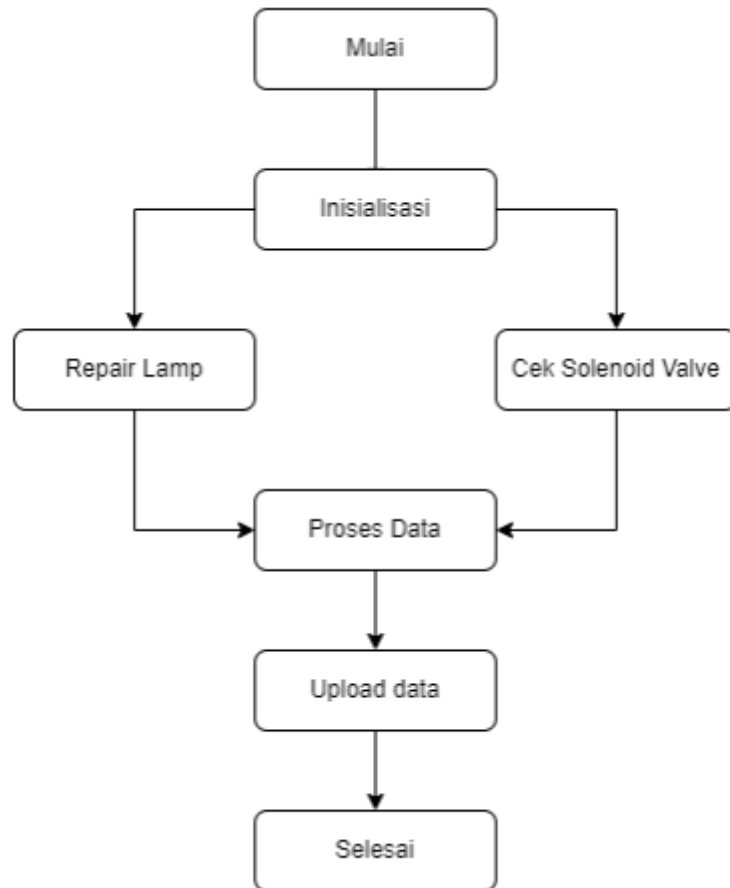 Mulai
Inisialisasi
Repair Lamp
Cek Solenoid Valve
Proses Data
Upload data
Selesai